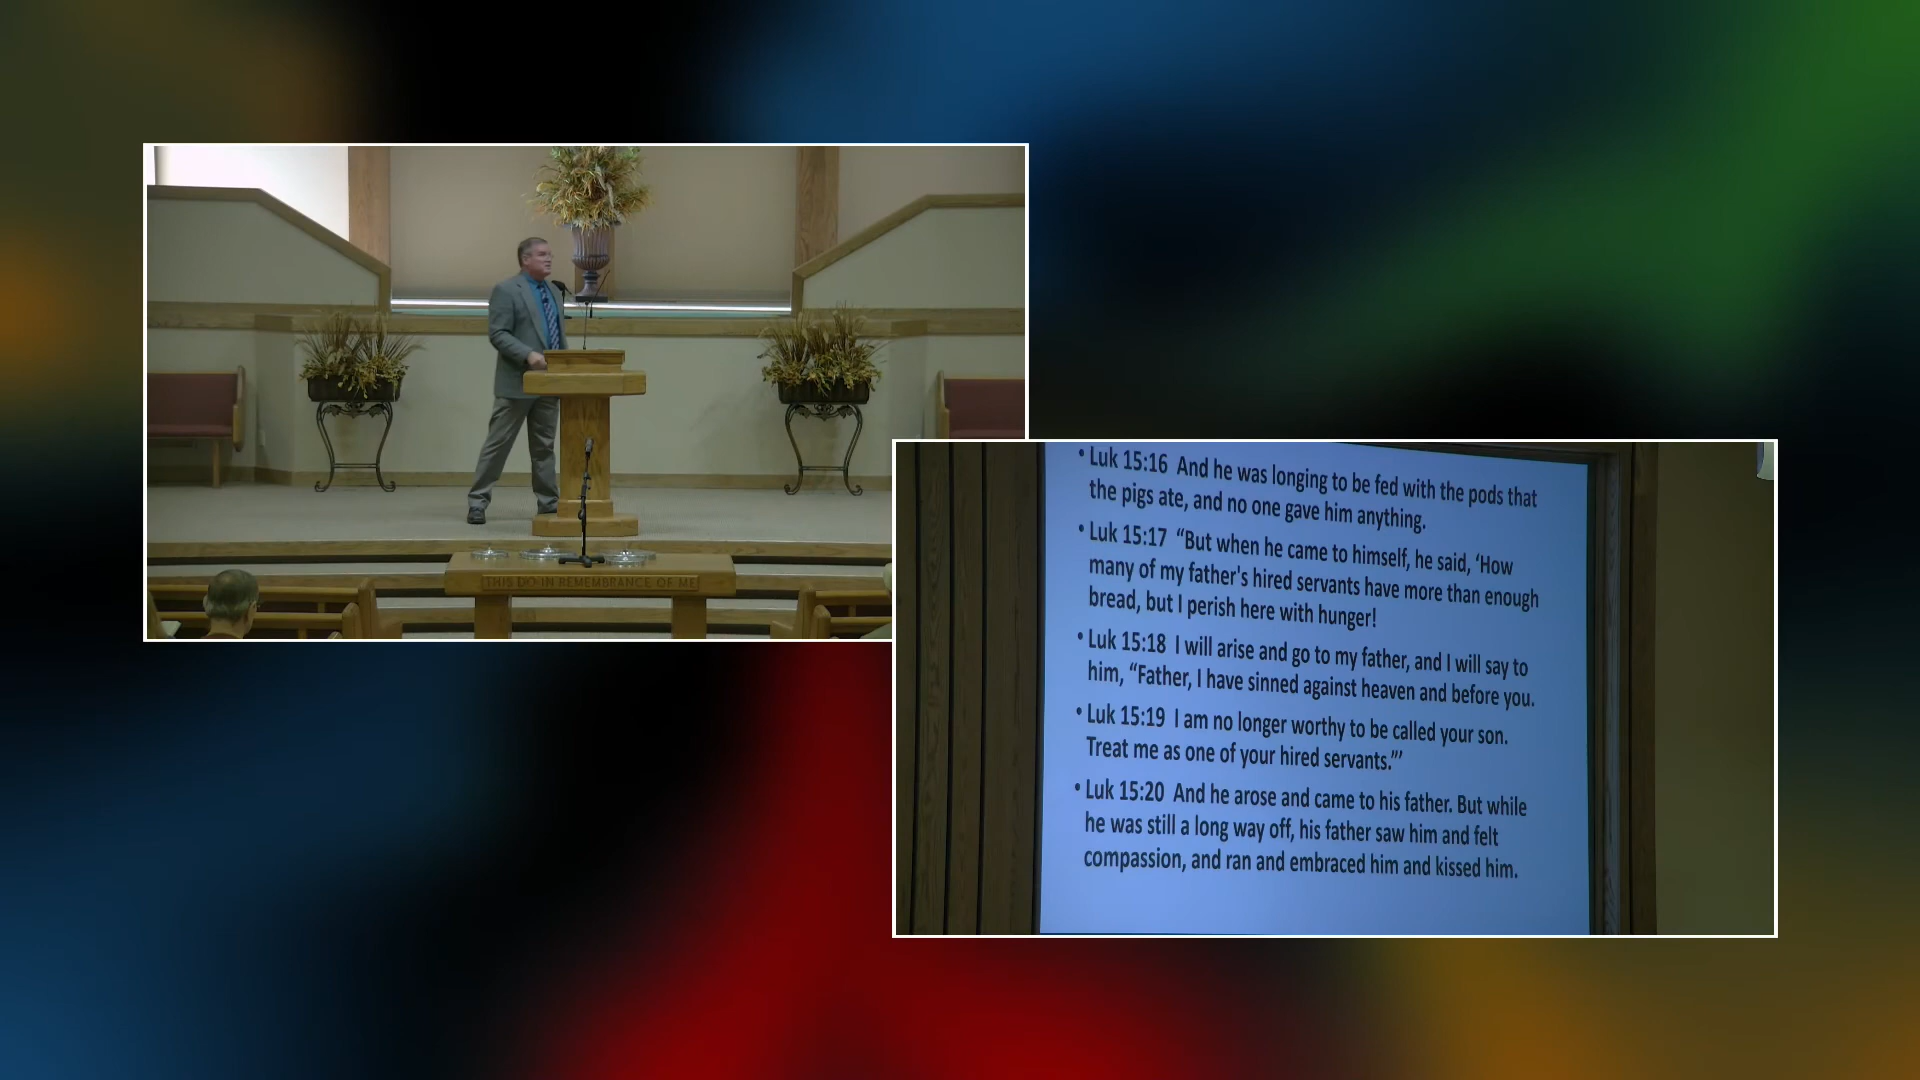 THIS DO IN REMEMBRANCE OF ME
• Luk 15:16 And he was longing to be fed with the pods that
the pigs ate, and no one gave him anything.
• Luk 15:17 “But when he came to himself, he said, ‘How
many of my father's hired servants have more than enough
bread, but I perish here with hunger!
• Luk 15:18 I will arise and go to my father, and I will say to
him, “Father, I have sinned against heaven and before you.
• Luk 15:19 I am no longer worthy to be called your son.
Treat me as one of your hired servants.”’
• Luk 15:20 And he arose and came to his father. But while
he was still a long way off, his father saw him and felt
compassion, and ran and embraced him and kissed him.